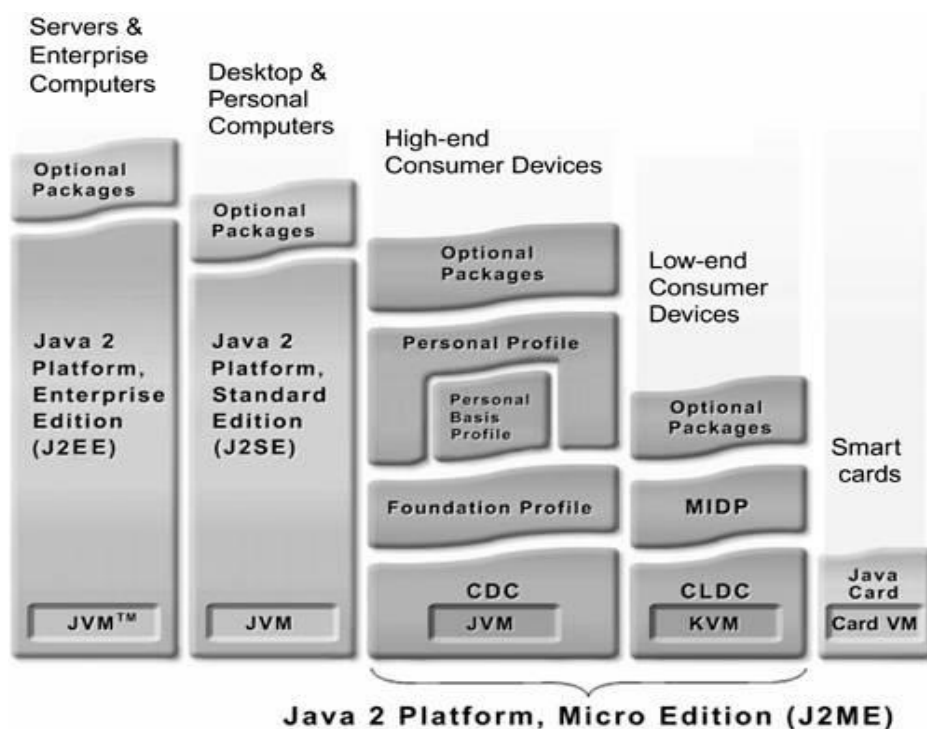 Servers &
Enterprise
Computers
Optional
Packages
Java 2
Platform,
Enterprise
Edition
(J2EE)
JVM™
Desktop &
Personal
Computers
Optional
Packages
Java 2
Platform,
Standard
Edition
(J2SE)
JVM
High-end
Consumer Devices
Optional
Packages
Personal Profile
Personal
Basis
Profile
Foundation Profile
CDC
JVM
Low-end
Consumer
Devices
Optional
Packages
MIDP
CLDC
KVM
Smart
cards
Java
Card
Card VM
Java 2 Platform, Micro Edition (J2ME)